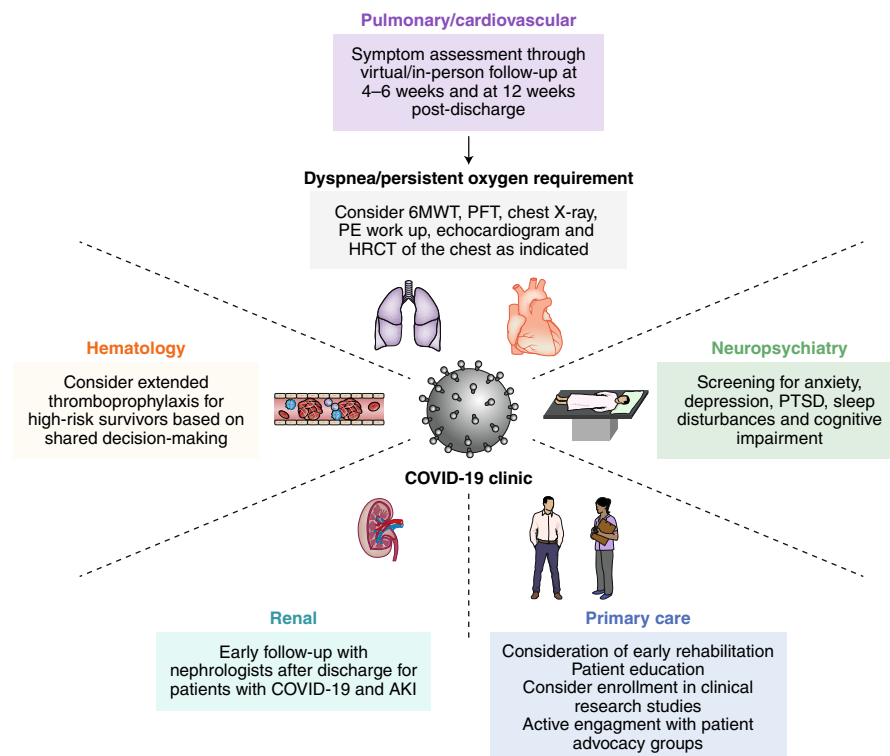 Pulmonary/cardiovascular
Symptom assessment through
virtual/in-person follow-up at
4–6 weeks and at 12 weeks
post-discharge
Dyspnea/persistent oxygen requirement
Consider 6MWT, PFT, chest X-ray,
PE work up, echocardiogram and
HRCT of the chest as indicated
Hematology
Consider extended
thromboprophylaxis for
high-risk survivors based on
shared decision-making
Neuropsychiatry
Screening for anxiety,
depression, PTSD, sleep
disturbances and cognitive
impairment
COVID-19 clinic
Renal
Early follow-up with
nephrologists after discharge for
patients with COVID-19 and AKI
Primary care
Consideration of early rehabilitation
Patient education
Consider enrollment in clinical
research studies
Active engagment with patient
advocacy groups